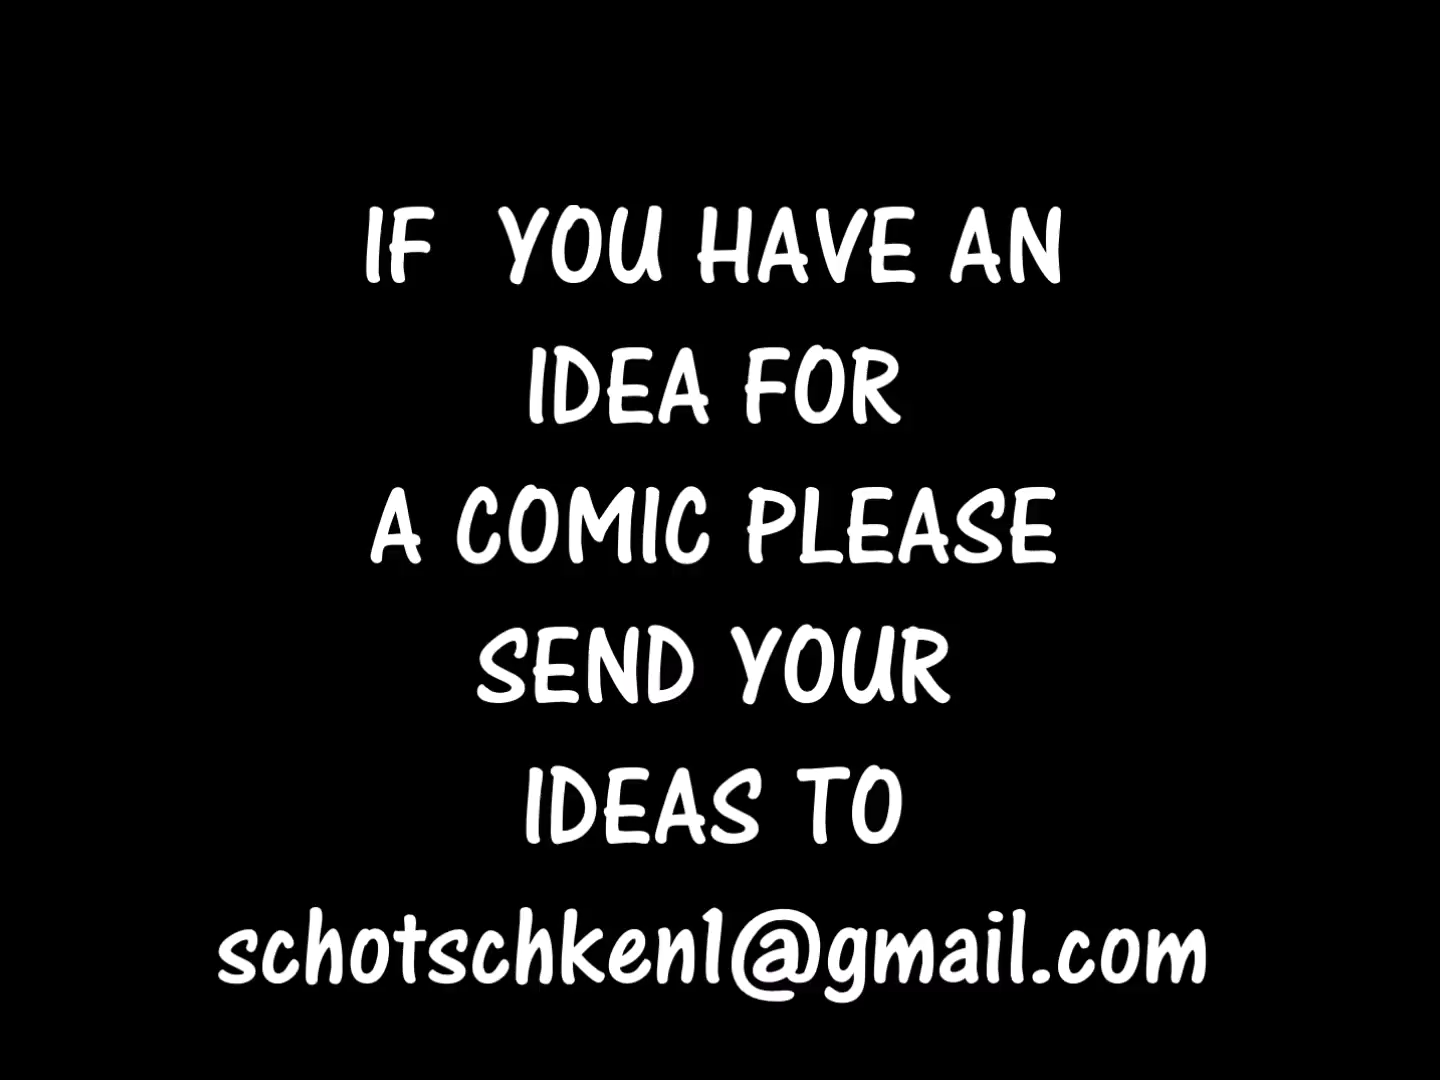 IF  YOU HAVE AN
IDEA FOR
A COMIC PLEASE
SEND YOUR
IDEAS TO
schotschken1@gmail.com